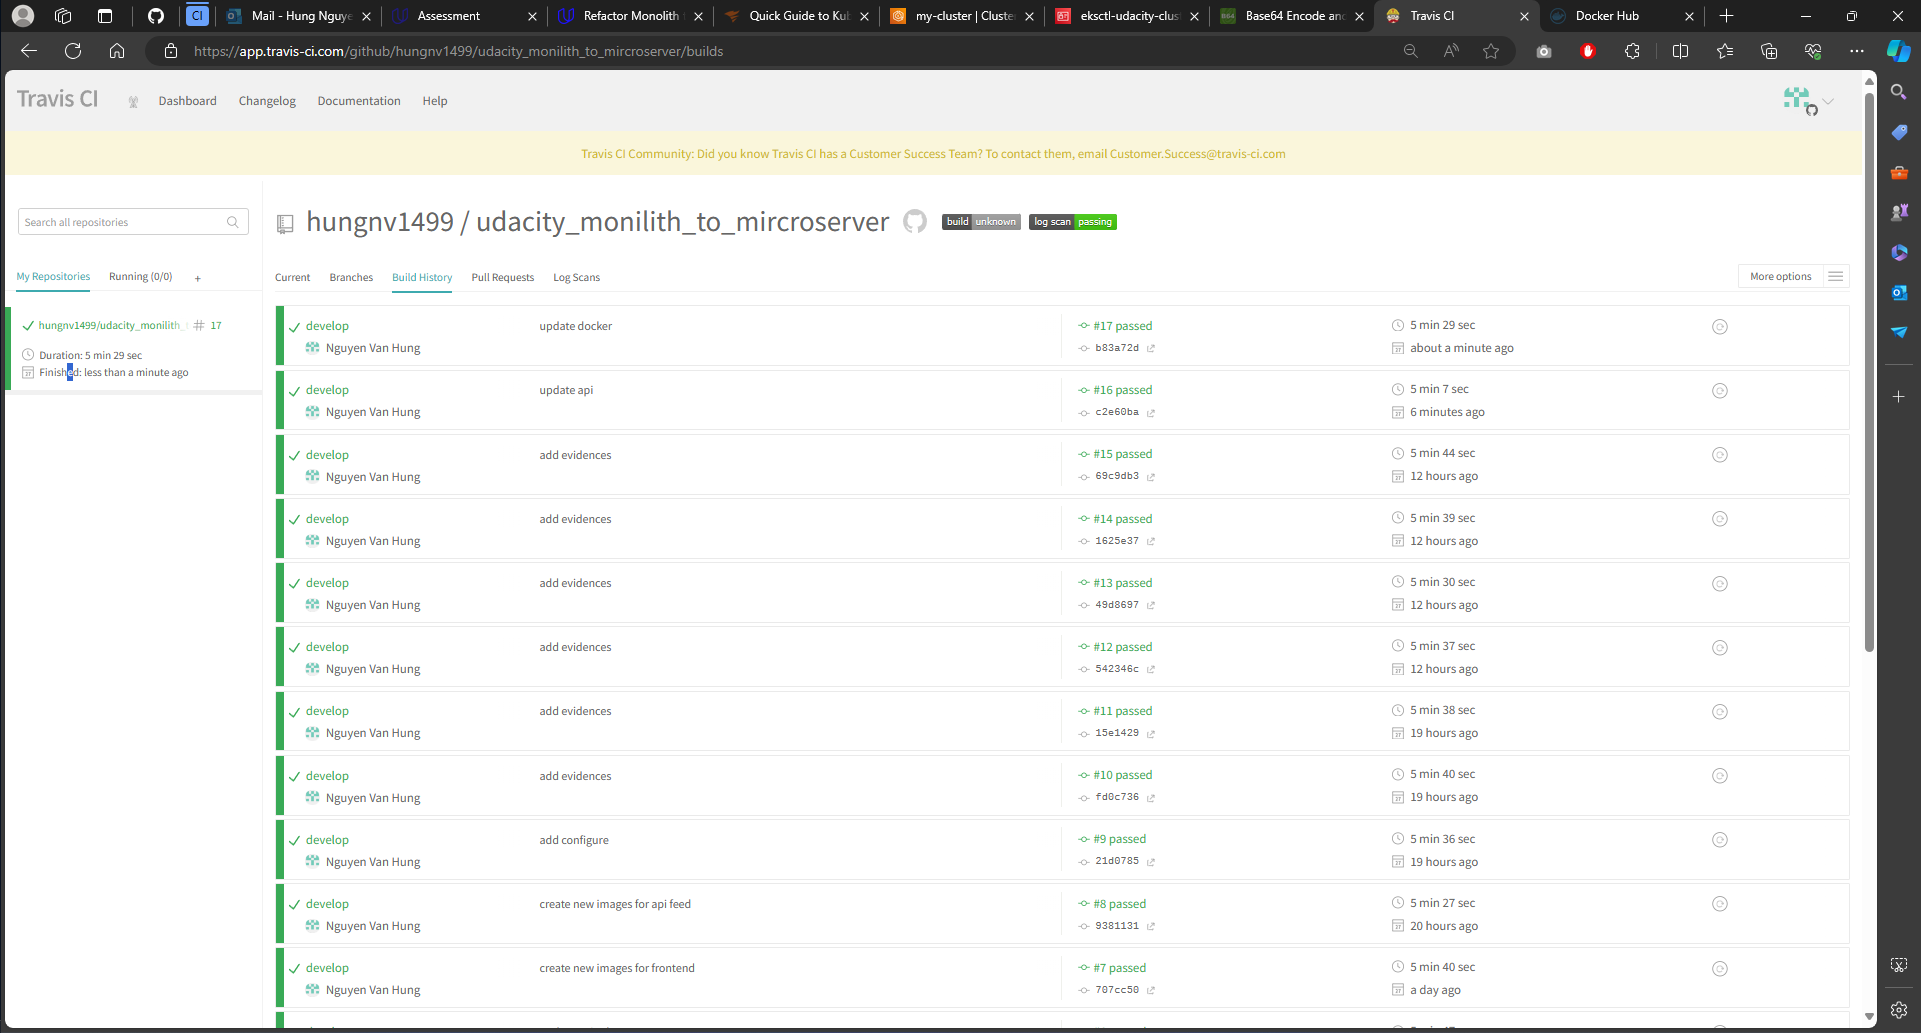 CI
Mail - Hung Nguye
Assessment
Refactor Monolith
Quick Guide to Kub
my-cluster | Cluster
eksctl-udacity-clust
Base64 Encode and
Travis CI
Docker Hub
https://app.travis-ci.com/github/hungnv1499/udacity_monilith_to_mircroserver/builds
Travis CI
Dashboard
Changelog
Documentation
Help
Travis CI Community: Did you know Travis CI has a Customer Success Team? To contact them, email Customer.Success@travis-ci.com
Search all repositories
My Repositories
Running (0/0)
+
hungnv1499/udacity_monilith_
# 17
Duration: 5 min 29 sec
Finished: less than a minute ago
hungnv1499 / udacity_monilith_to_mircroserver
build unknown
log scan passing
Current
Branches
Build History
Pull Requests
Log Scans
More options
develop
update docker
#17 passed
5 min 29 sec
Nguyen Van Hung
b83a72d
about a minute ago
develop
update api
#16 passed
5 min 7 sec
Nguyen Van Hung
c2e60ba
6 minutes ago
develop
add evidences
#15 passed
5 min 44 sec
Nguyen Van Hung
69c9db3
12 hours ago
develop
add evidences
#14 passed
5 min 39 sec
Nguyen Van Hung
1625e37
12 hours ago
develop
add evidences
#13 passed
5 min 30 sec
Nguyen Van Hung
49d8697
12 hours ago
develop
add evidences
#12 passed
5 min 37 sec
Nguyen Van Hung
542346c
12 hours ago
develop
add evidences
#11 passed
5 min 38 sec
Nguyen Van Hung
15e1429
19 hours ago
develop
add evidences
#10 passed
5 min 40 sec
Nguyen Van Hung
fd0c736
19 hours ago
develop
add configure
#9 passed
5 min 36 sec
Nguyen Van Hung
21d0785
19 hours ago
develop
create new images for api feed
#8 passed
5 min 27 sec
Nguyen Van Hung
9381131
20 hours ago
develop
create new images for frontend
#7 passed
5 min 40 sec
Nguyen Van Hung
707cc50
a day ago